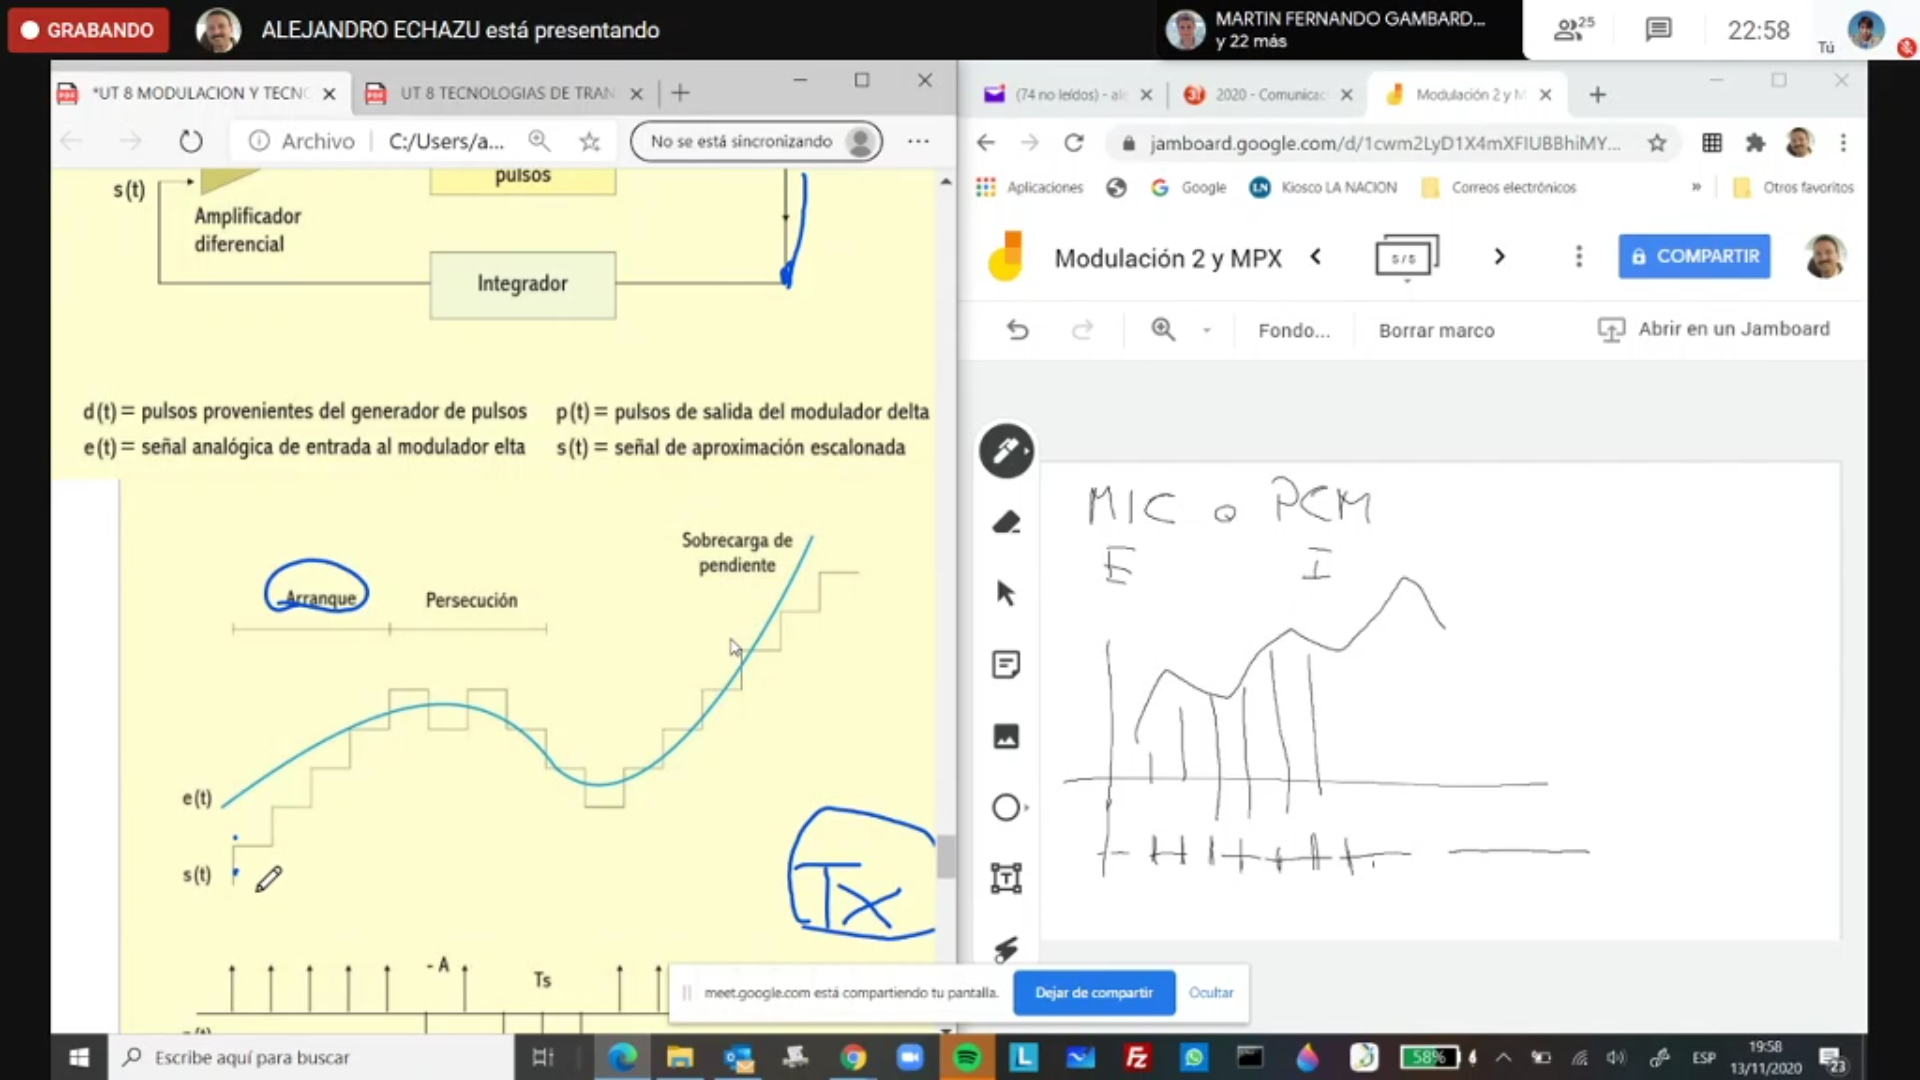 GRABANDO
ALEJANDRO ECHAZU está presentando
MARTIN FERNANDO GAMBARD...
y 22 más
25
22:58
Tú
*UT 8 MODULACION Y TECNO
UT 8 TECNOLOGIAS DE TRAN
Archivo
C:/Users/a...
No se está sincronizando
s(t)
pulsos
Amplificador
diferencial
Integrador
d(t) = pulsos provenientes del generador de pulsos
p(t) = pulsos de salida del modulador delta
e(t) = señal analógica de entrada al modulador elta
s(t) = señal de aproximación escalonada
Sobrecarga de
pendiente
Arranque
Persecución
e(t)
s(t)
Tx
- A
Ts
(74 no leídos) - ale
2020 - Comunicac
Modulación 2 y M
jamboard.google.com/d/1cwm2LyD1X4mXFIUBBhiMY...
Aplicaciones
Google
LN
Kiosco LA NACION
Correos electrónicos
»
Otros favoritos
Modulación 2 y MPX
5/5
COMPARTIR
Fondo...
Borrar marco
Abrir en un Jamboard
MIC o PCM
E I
meet.google.com está compartiendo tu pantalla.
Dejar de compartir
Ocultar
Escribe aquí para buscar
58%
ESP
19:58
13/11/2020
23